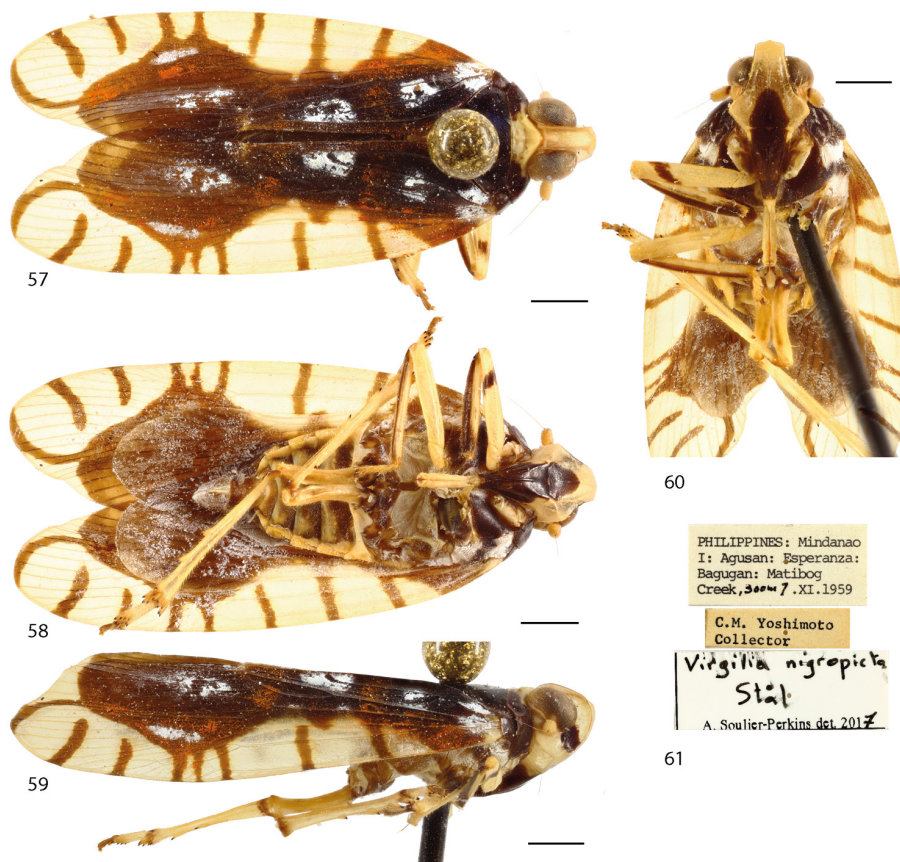 57
58
59
60
PHILIPPINES: Mindanao
I: Agusan: Esperanza:
Bagugan: Matibog
Creek, 300m 7.XI.1959
C.M. Yoshimoto
Collector
Virgilia nigropicta
Stål
A. Soulier-Perkins det. 2017
61